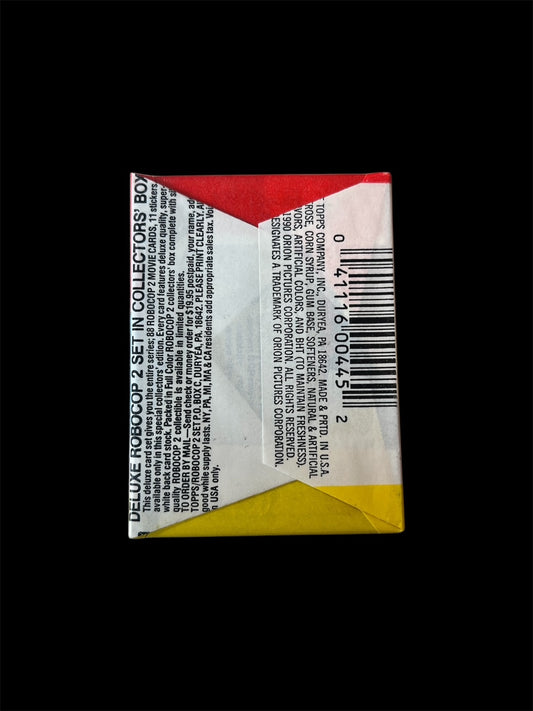 DELUXE ROBOCOP 2 SET IN COLLECTORS' BOX
This deluxe card set gives you the entire series; 88 ROBOCOP 2 MOVIE CARDS, 11 stickers
available only in this special collectors' edition. Every card features deluxe quality, super-
while back card stock. Packed in Full Color ROBOCOP 2 collectors' box complete with
quality ROBOCOP 2 collectible is available in limited quantities.
TO ORDER BY MAIL—Send check or money order for $19.95 postpaid, your name,
TOPPS/ROBOCOP 2 SET P.O. BOX E, DURYEA, PA. 18642. PLEASE PRINT CLEARLY.
good while supply lasts. NY, PA, MI, MA & CA residents add appropriate sales tax.
in USA only.
TOPPS COMPANY, INC., DURYEA, PA 18642. MADE & PRTD. IN U.S.A.
CORN SYRUP, GUM BASE, SOFTENERS, NATURAL & ARTIFICIAL
ARTIFICIAL COLORS, AND BHT (TO MAINTAIN FRESHNESS).
1990 ORION PICTURES CORPORATION. ALL RIGHTS RESERVED.
DESIGNATES A TRADEMARK OF ORION PICTURES CORPORATION.
0 41116 00445 2